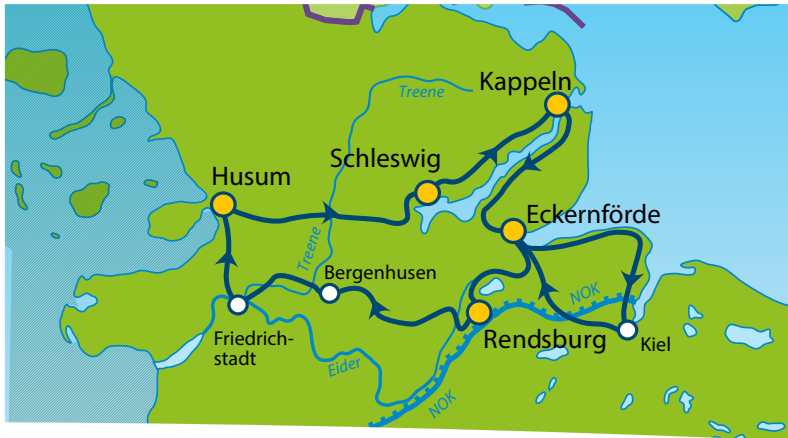 Kappeln
Treene
Schleswig
Husum
Eckernförde
Treene
Bergenhusen
NOK
Friedrich-
stadt
Rendsburg
Kiel
Eider
NOK